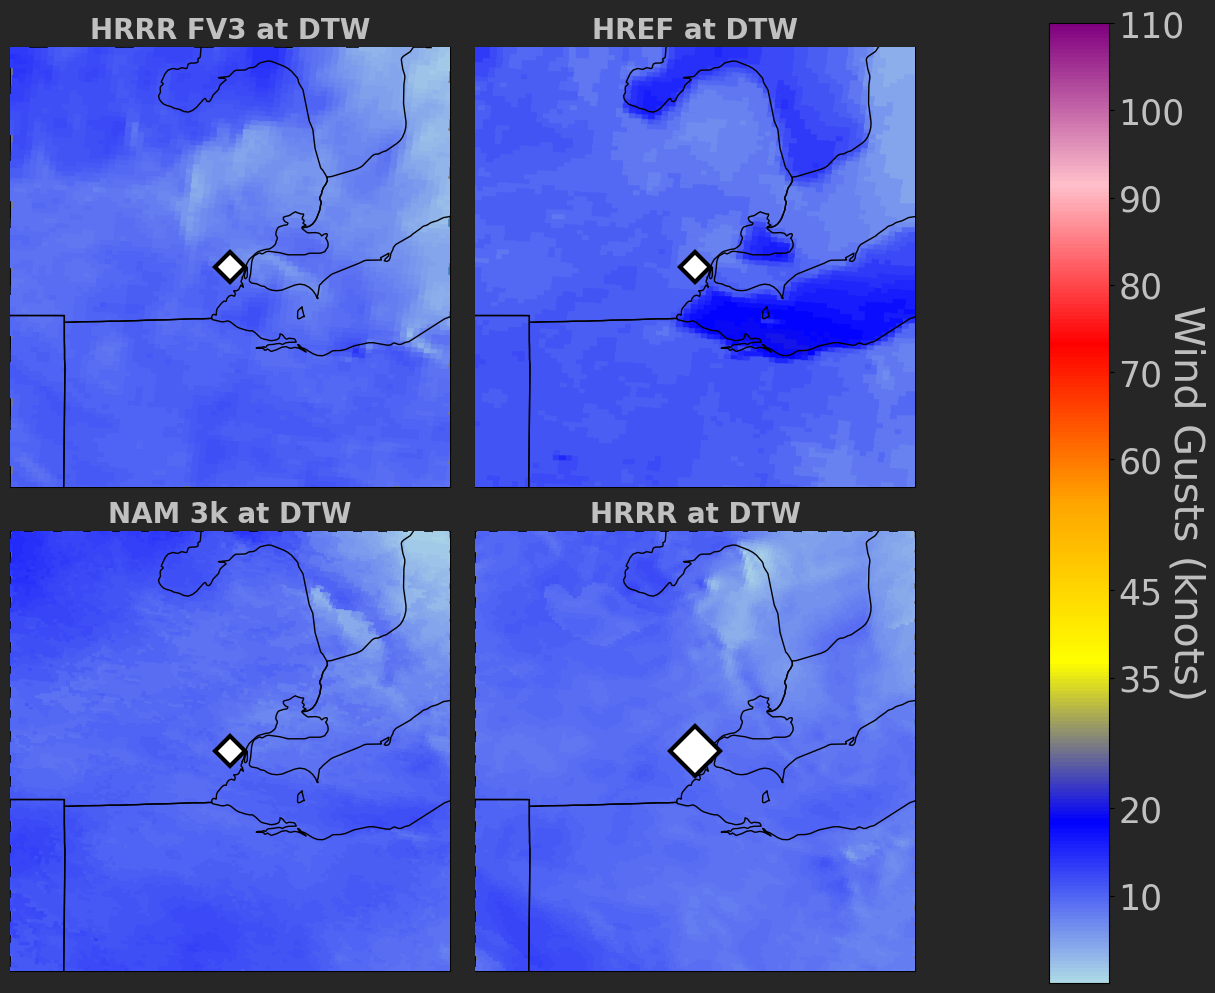 HRRR FV3 at DTW
HREF at DTW
NAM 3k at DTW
HRRR at DTW
110
100
90
80
70
60
45
35
20
10
Wind Gusts (knots)